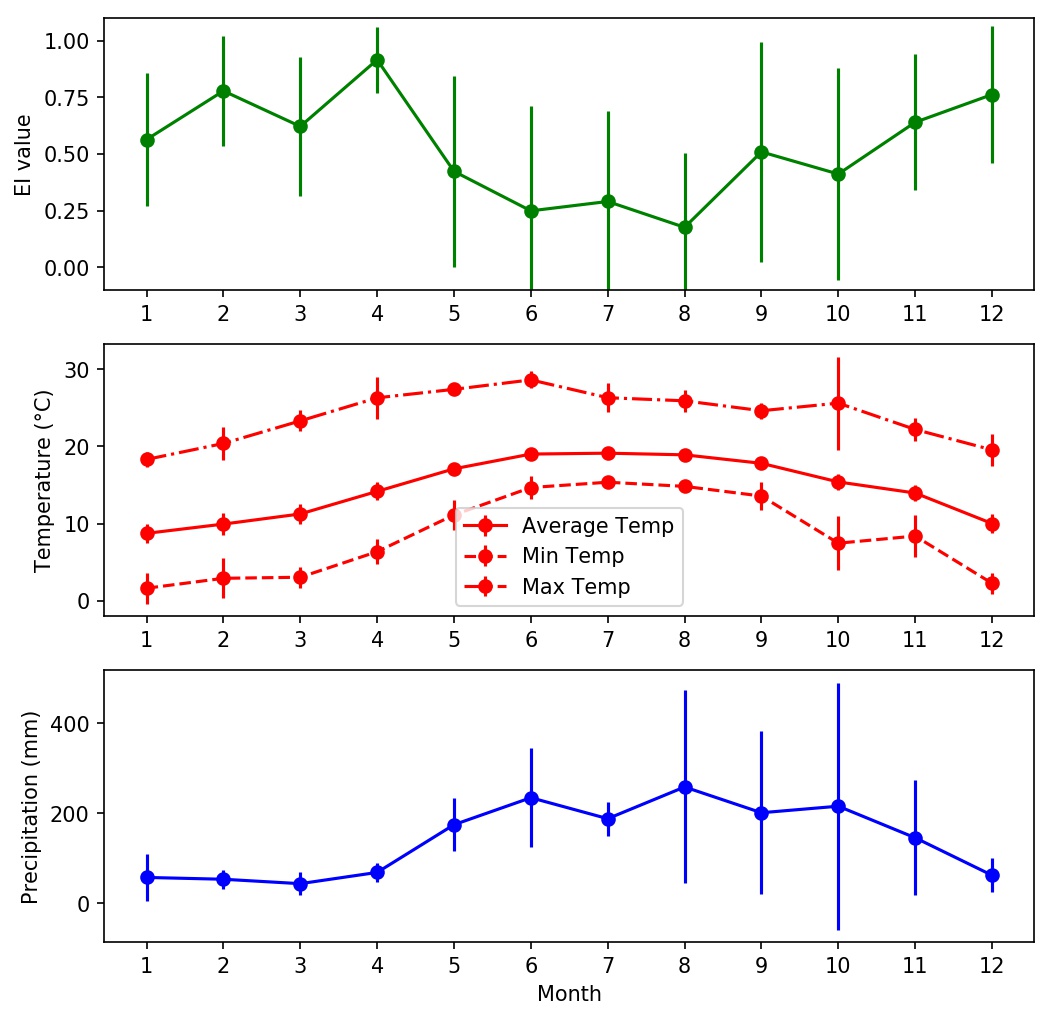 EI value
1.00
0.75
0.50
0.25
0.00
1 2 3 4 5 6 7 8 9 10 11 12
Temperature (°C)
30
20
10
0
Average Temp
Min Temp
Max Temp
1 2 3 4 5 6 7 8 9 10 11 12
Precipitation (mm)
400
200
0
1 2 3 4 5 6 7 8 9 10 11 12
Month